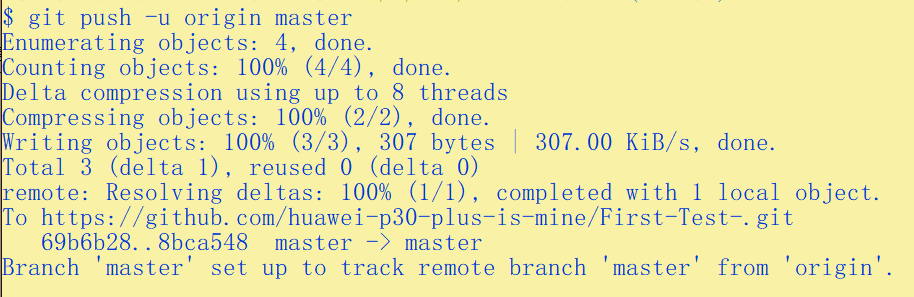 $ git push -u origin master
Enumerating objects: 4, done.
Counting objects: 100% (4/4), done.
Delta compression using up to 8 threads
Compressing objects: 100% (2/2), done.
Writing objects: 100% (3/3), 307 bytes | 307.00 KiB/s, done.
Total 3 (delta 1), reused 0 (delta 0)
remote: Resolving deltas: 100% (1/1), completed with 1 local object.
To https://github.com/huawei-p30-plus-is-mine/First-Test-.git
   69b6b28..8bca548  master -> master
Branch 'master' set up to track remote branch 'master' from 'origin'.